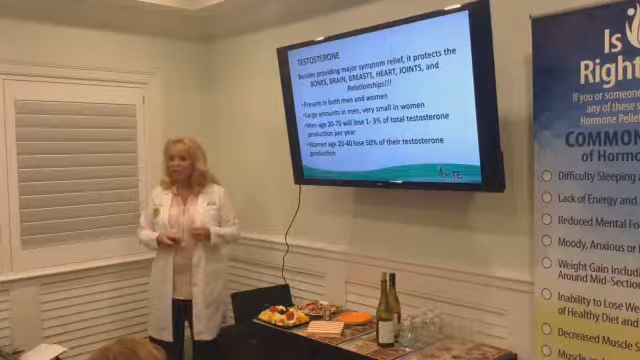 TESTOSTERONE
Besides providing major symptom relief, it protects the
BONES, BRAIN, BREASTS, HEART, JOINTS, and
Relationships!!!
•Present in both men and women
•Large amounts in men, very small in women
•Men age 30-70 will lose 1- 3% of total testosterone
production per year
•Women age 20-40 lose 50% of their testosterone
production
Is
Right
If you or someone
any of these s
Hormone Pelle
COMMON
of Hormo
Difficulty Sleeping
Lack of Energy and
Reduced Mental Fo
Moody, Anxious or
Weight Gain Includi
Around Mid-Section
Inability to Lose We
of Healthy Diet and
Decreased Muscle S
Muscle